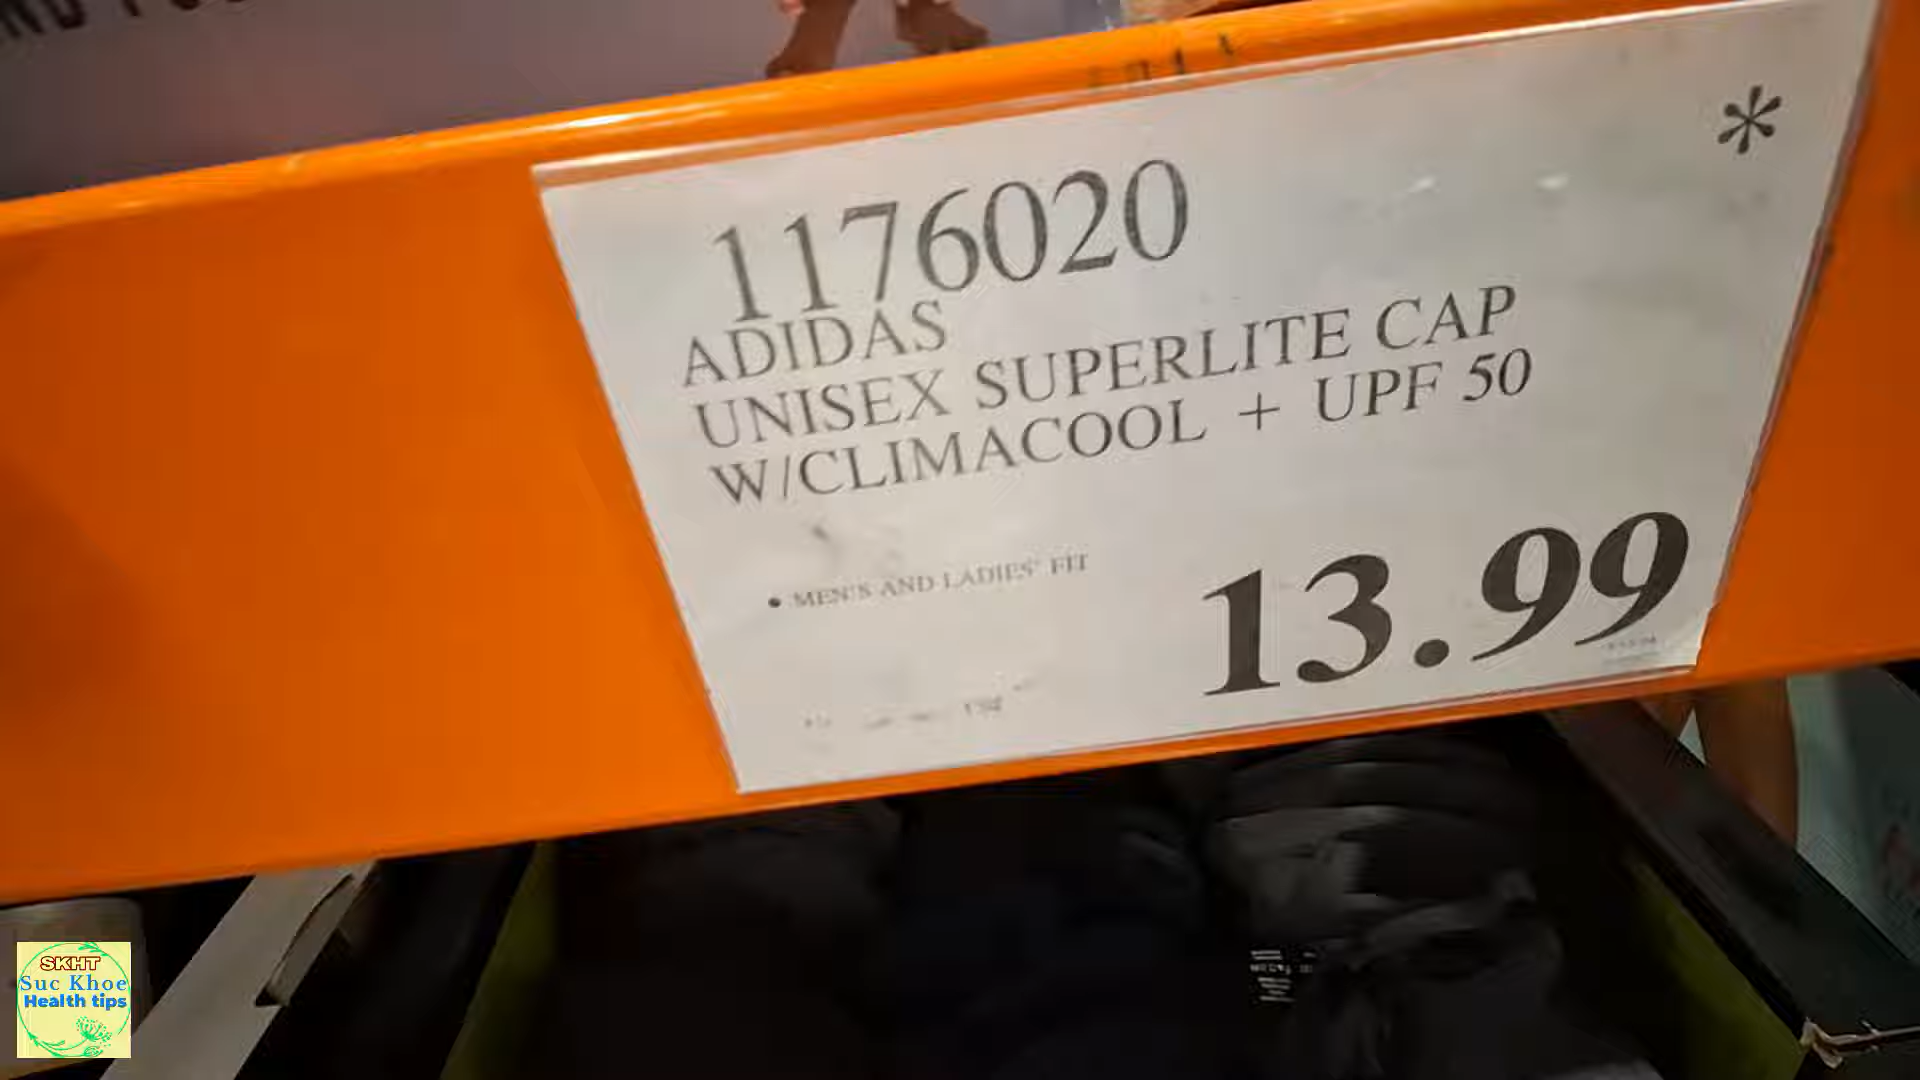 *
1176020
ADIDAS
UNISEX SUPERLITE CAP
W/CLIMACOOL + UPF 50
• MEN'S AND LADIES' FIT
13.99
SKHT
Suc Khoe
Health tips